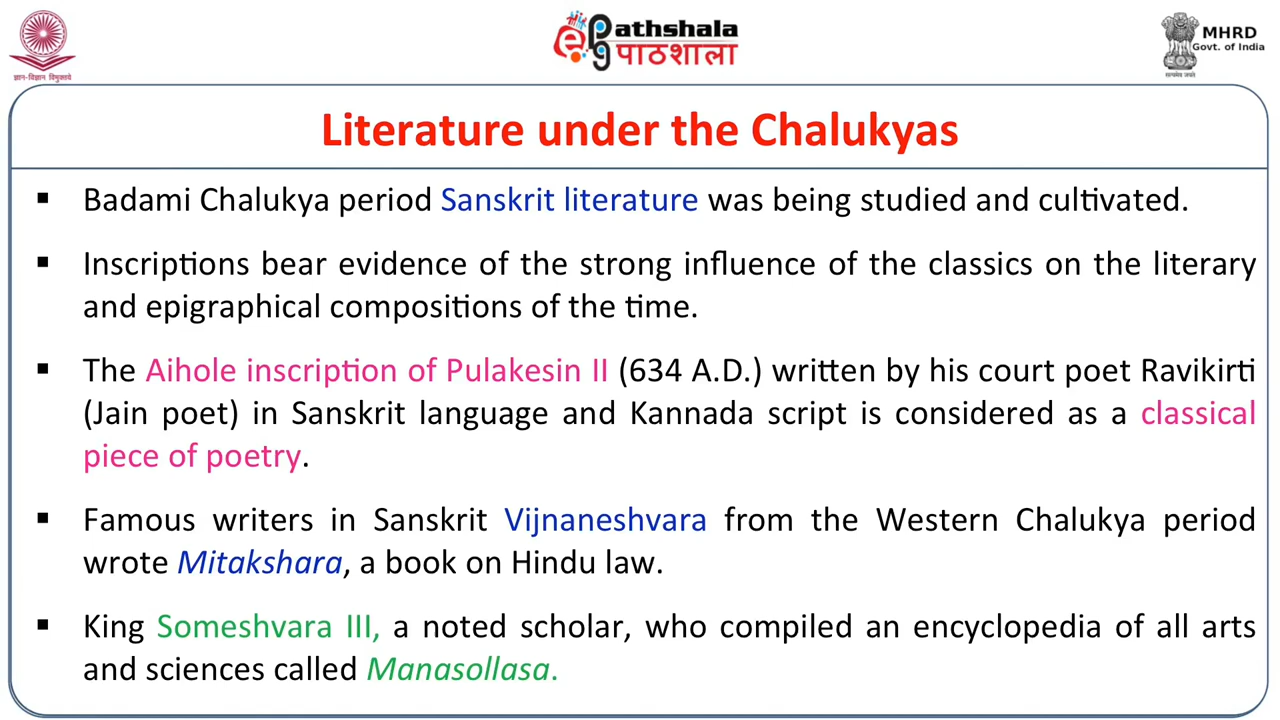 ज्ञान-विज्ञान विमुक्तये
ePathshala
पाठशाला
MHRD
Govt. of India
सत्यमेव जयते
Literature under the Chalukyas
▪ Badami Chalukya period Sanskrit literature was being studied and cultivated.
▪ Inscriptions bear evidence of the strong influence of the classics on the literary
and epigraphical compositions of the time.
▪ The Aihole inscription of Pulakesin II (634 A.D.) written by his court poet Ravikirti
(Jain poet) in Sanskrit language and Kannada script is considered as a classical
piece of poetry.
▪ Famous writers in Sanskrit Vijnaneshvara from the Western Chalukya period
wrote Mitakshara, a book on Hindu law.
▪ King Someshvara III, a noted scholar, who compiled an encyclopedia of all arts
and sciences called Manasollasa.